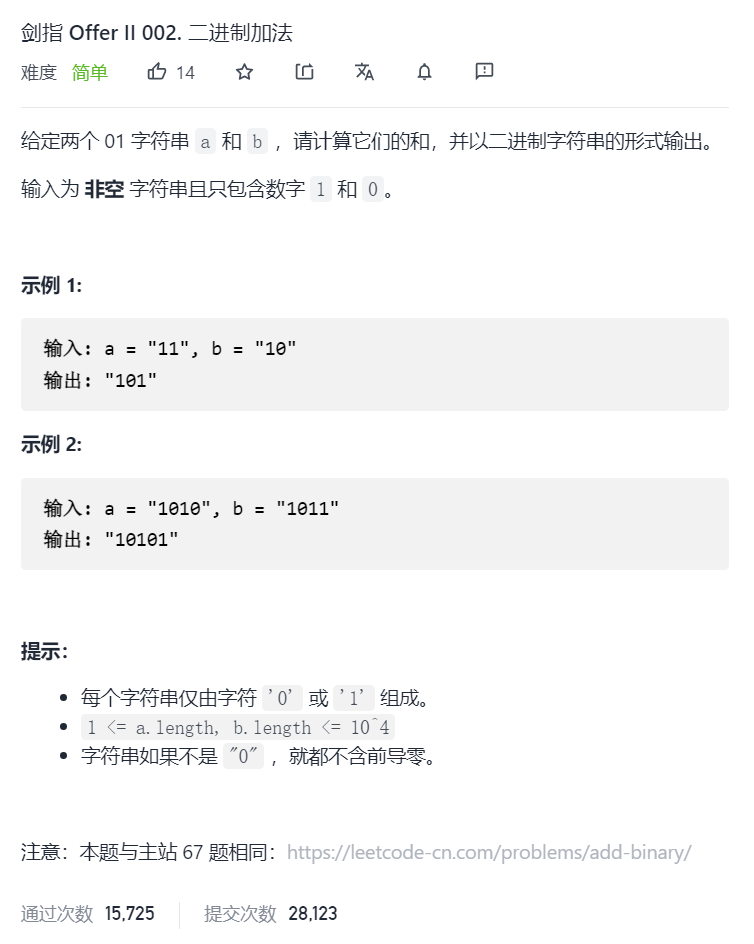 剑指 Offer II 002. 二进制加法
难度 简单 14
给定两个 01 字符串 a 和 b ，请计算它们的和，并以二进制字符串的形式输出。
输入为 非空 字符串且只包含数字 1 和 0。
示例 1:
输入: a = "11", b = "10"
输出: "101"
示例 2:
输入: a = "1010", b = "1011"
输出: "10101"
提示：
每个字符串仅由字符 '0' 或 '1' 组成。
1 <= a.length, b.length <= 10^4
字符串如果不是 "0" ，就都不含前导零。
注意：本题与主站 67 题相同：https://leetcode-cn.com/problems/add-binary/
通过次数 15,725 提交次数 28,123